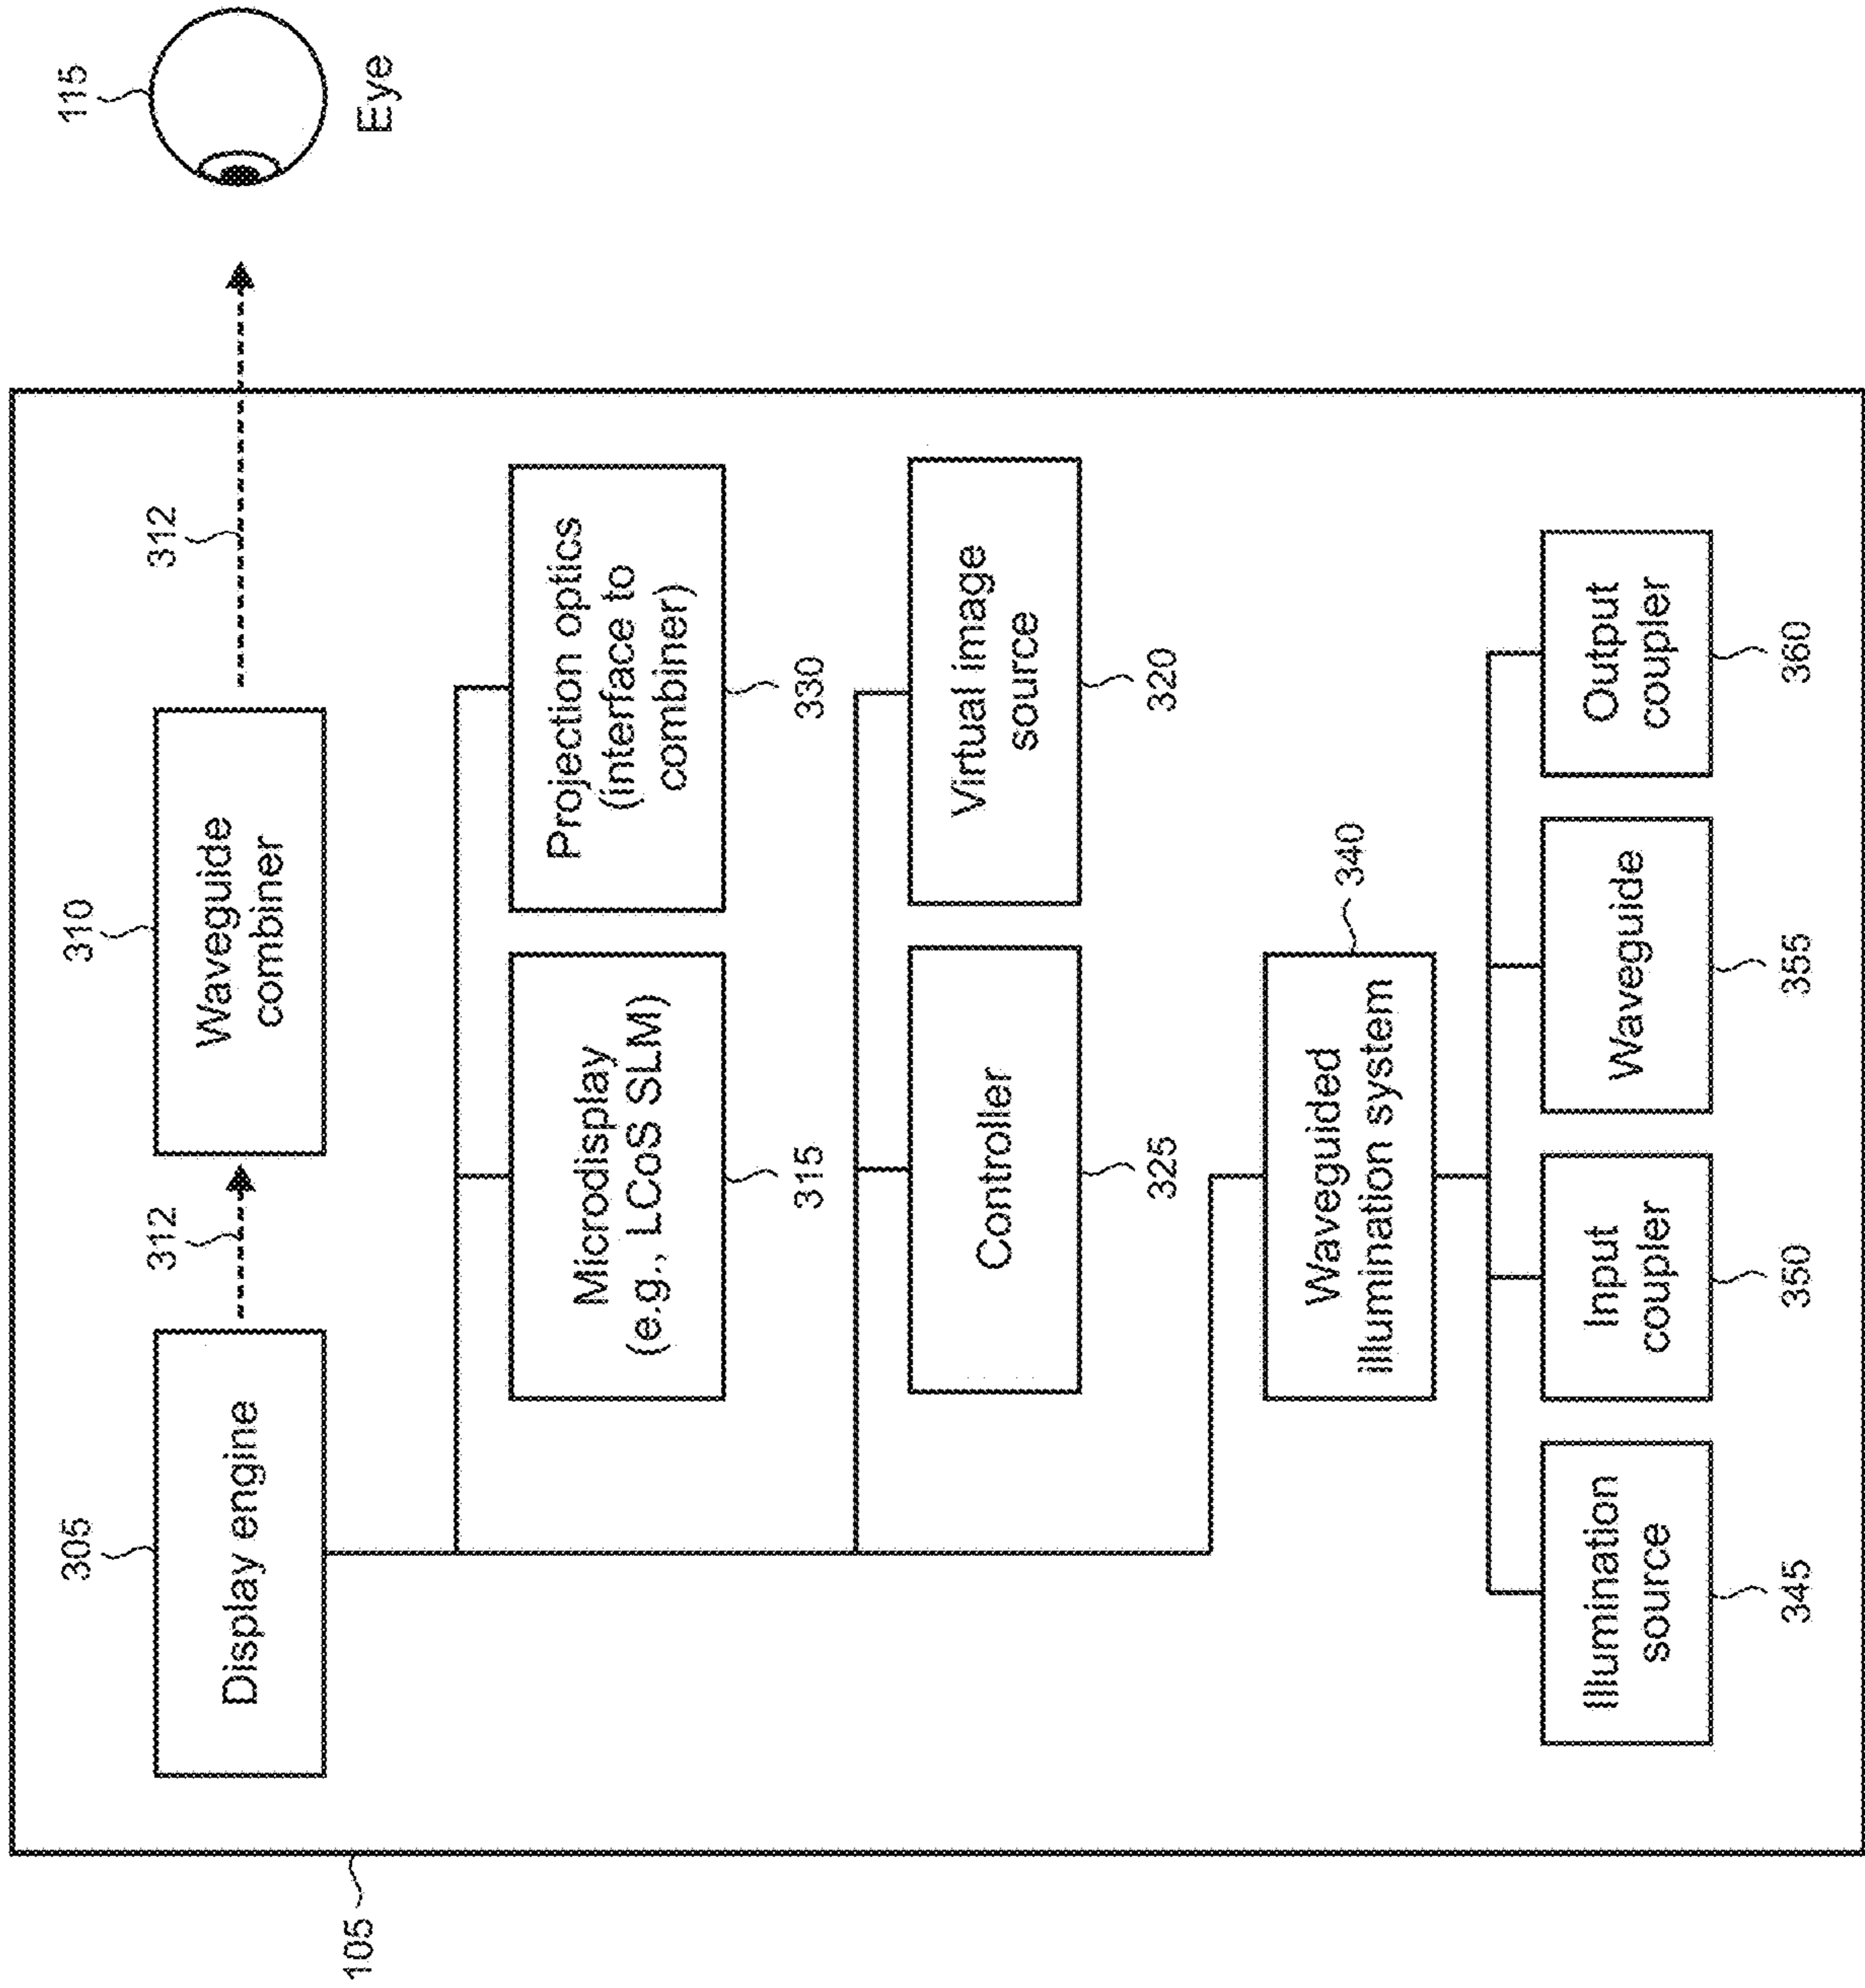 105
305
Display engine
312
310
Waveguide
combiner
312
115
Eye
Microdisplay
(e.g., LCoS SLM)
315
Projection optics
(interface to
combiner)
330
Controller
325
Virtual image
source
320
Waveguided
illumination system
340
Illumination
source
345
Input
coupler
350
Waveguide
355
Output
coupler
360